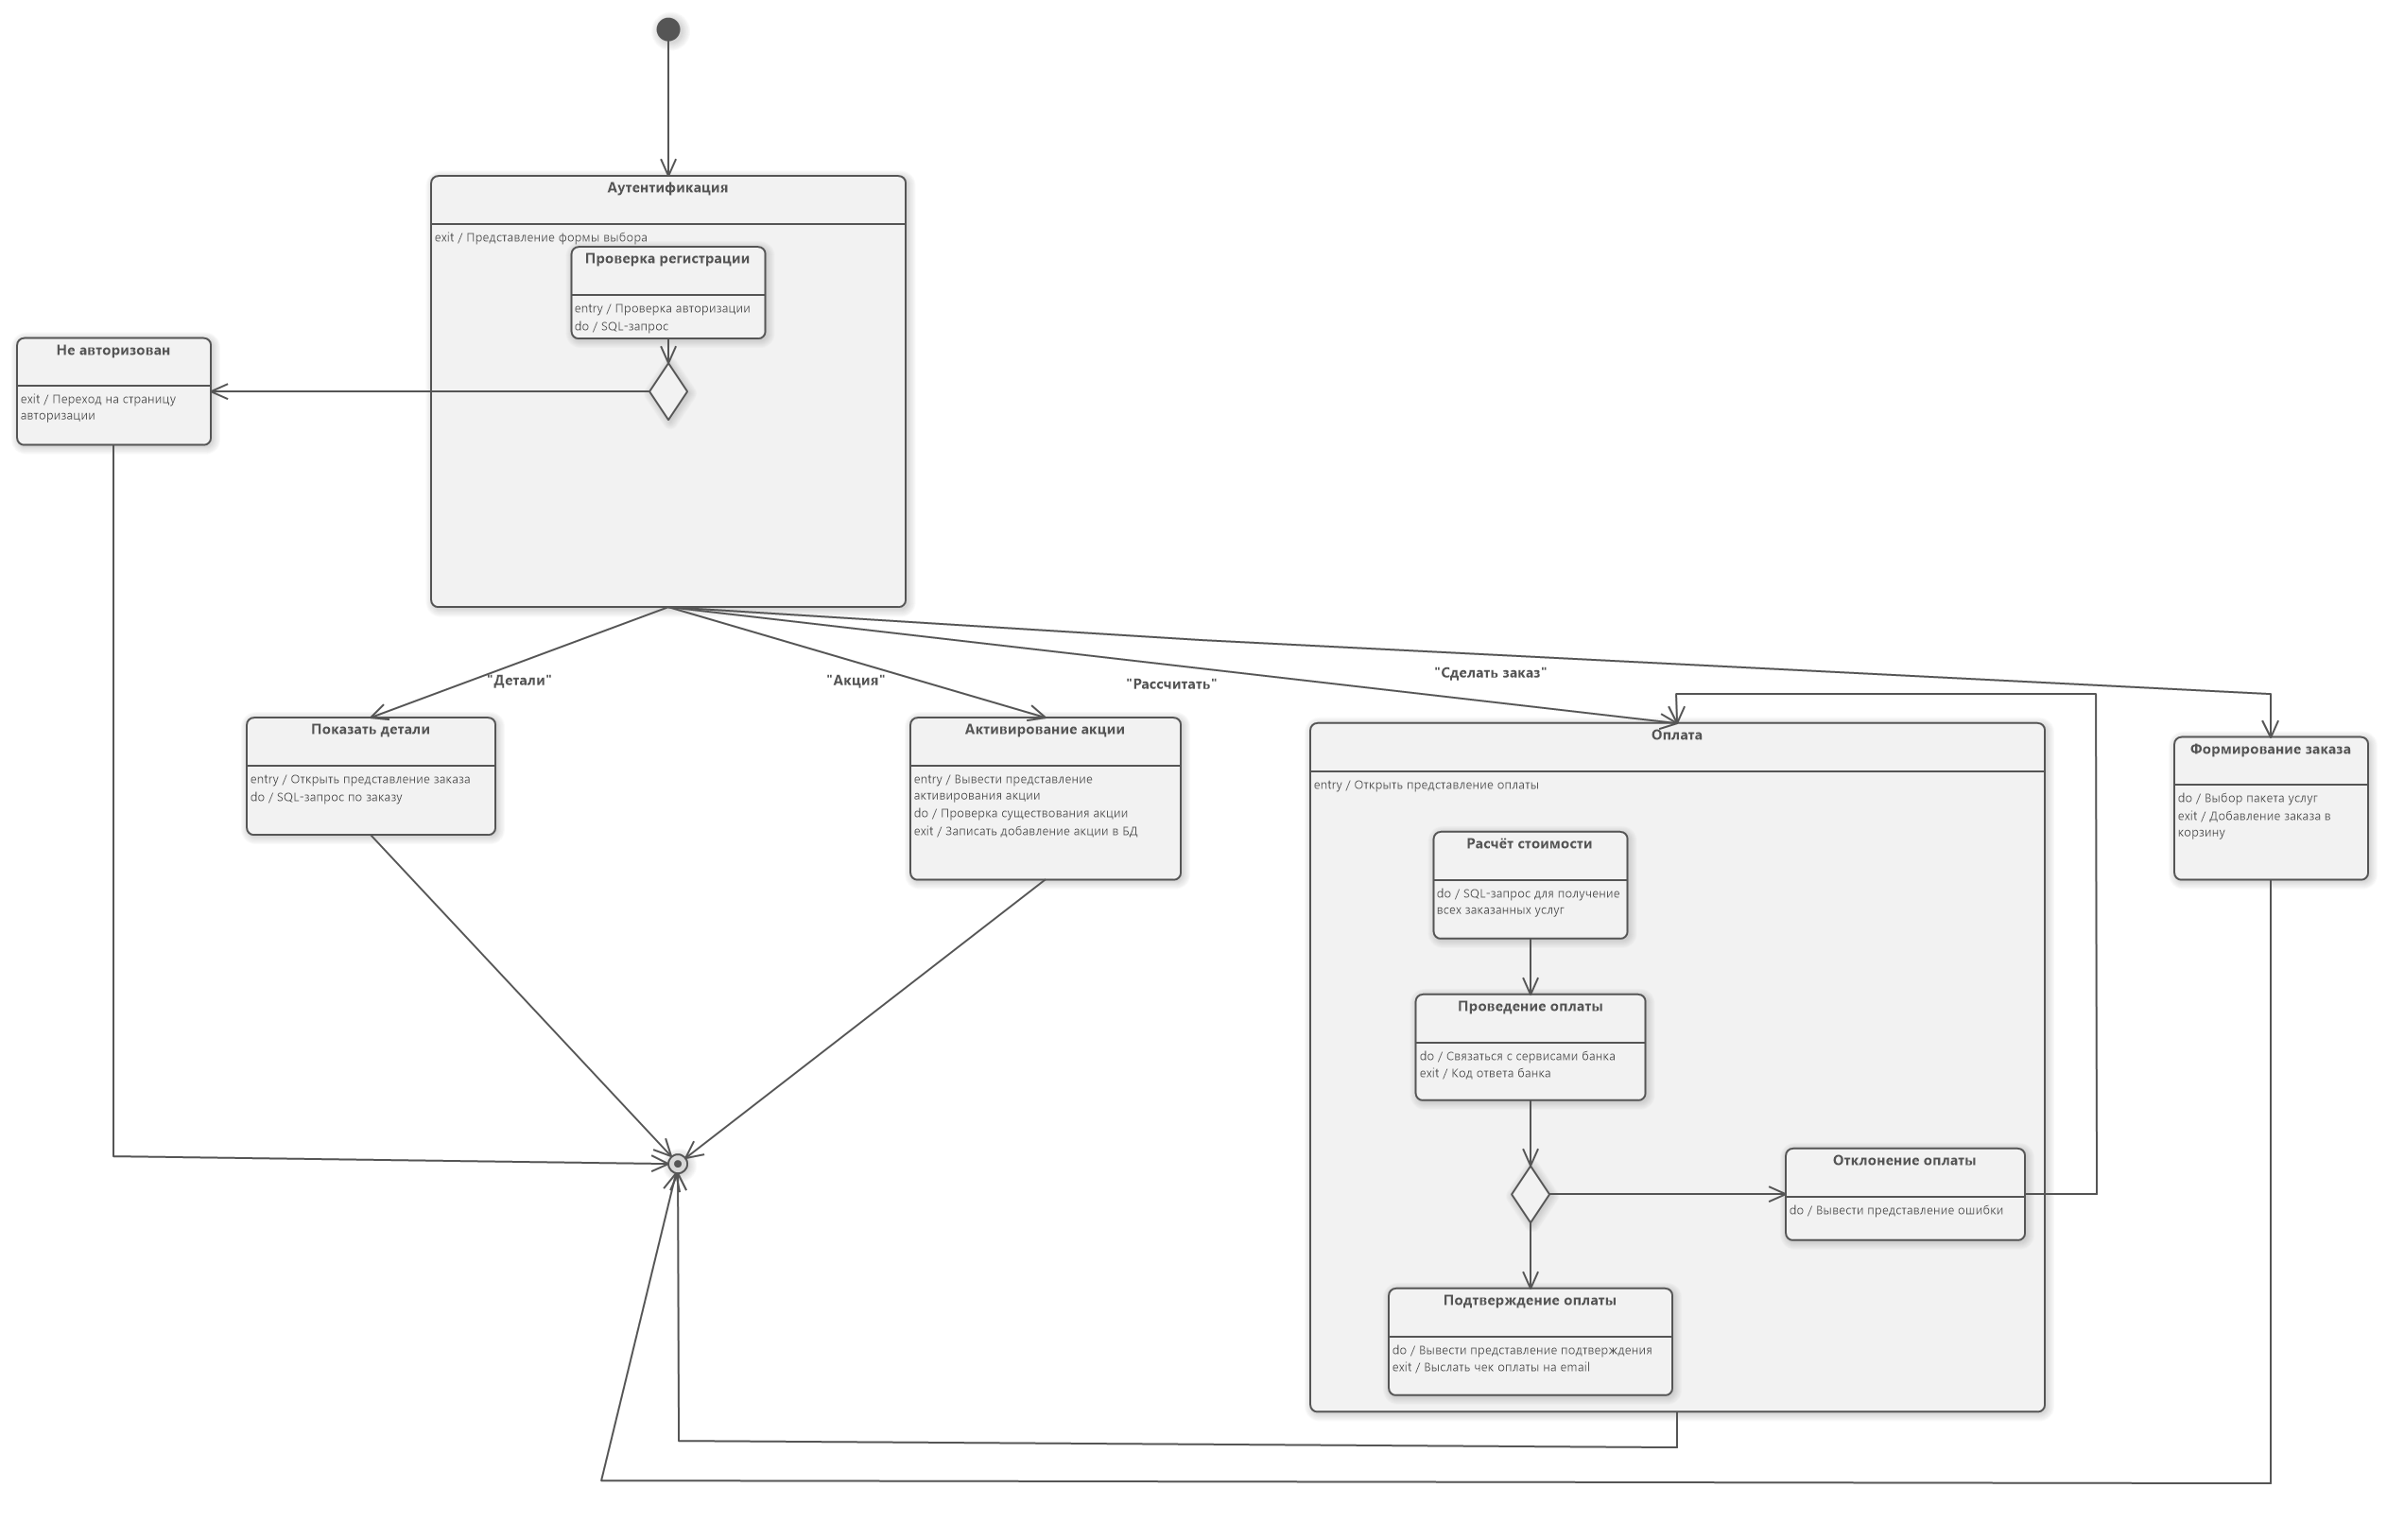 Аутентификация
exit / Представление формы выбора
Проверка регистрации
entry / Проверка авторизации
do / SQL-запрос
Не авторизован
exit / Переход на страницу
авторизации
"Детали"
"Акция"
"Рассчитать"
"Сделать заказ"
Показать детали
entry / Открыть представление заказа
do / SQL-запрос по заказу
Активирование акции
entry / Вывести представление
активирования акции
do / Проверка существования акции
exit / Записать добавление акции в БД
Оплата
entry / Открыть представление оплаты
Формирование заказа
do / Выбор пакета услуг
exit / Добавление заказа в
корзину
Расчёт стоимости
do / SQL-запрос для получение
всех заказанных услуг
Проведение оплаты
do / Связаться с сервисами банка
exit / Код ответа банка
Отклонение оплаты
do / Вывести представление ошибки
Подтверждение оплаты
do / Вывести представление подтверждения
exit / Выслать чек оплаты на email